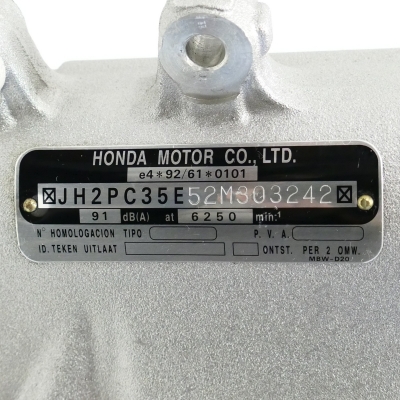 HONDA MOTOR CO., LTD.
e4*92/61*0101
JH2PC35E52M303242
91 dB(A) at 6250 min-¹
N° HOMOLOGACION TIPO P. V. A.
ID. TEKEN UITLAAT ONTST. PER 2 OMW.
MBW-D20